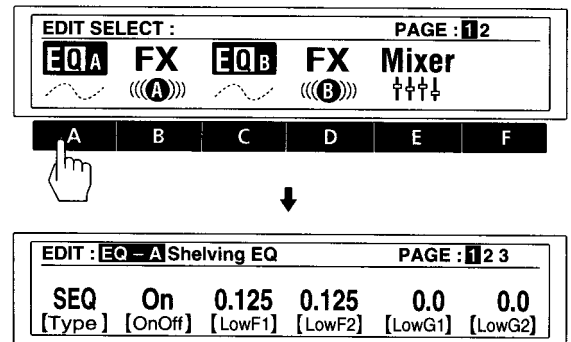 EDIT SELECT : PAGE : 1 2
EQ A FX EQ B FX Mixer
(((A))) (((B)))
A B C D E F
EDIT : EQ – A Shelving EQ PAGE : 1 2 3
SEQ On 0.125 0.125 0.0 0.0
[Type] [OnOff] [LowF1] [LowF2] [LowG1] [LowG2]